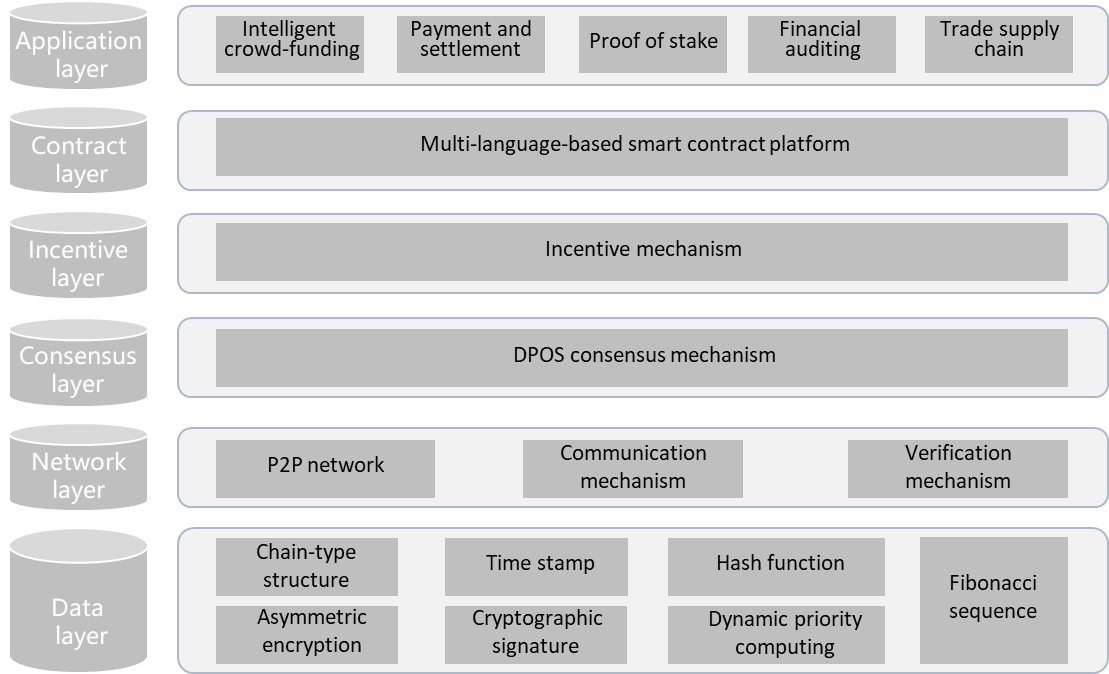 Application
layer
Intelligent
crowd-funding
Payment and
settlement
Proof of stake
Financial
auditing
Trade supply
chain
Contract
layer
Multi-language-based smart contract platform
Incentive
layer
Incentive mechanism
Consensus
layer
DPOS consensus mechanism
Network
layer
P2P network
Communication
mechanism
Verification
mechanism
Data
layer
Chain-type
structure
Time stamp
Hash function
Fibonacci
sequence
Asymmetric
encryption
Cryptographic
signature
Dynamic priority
computing